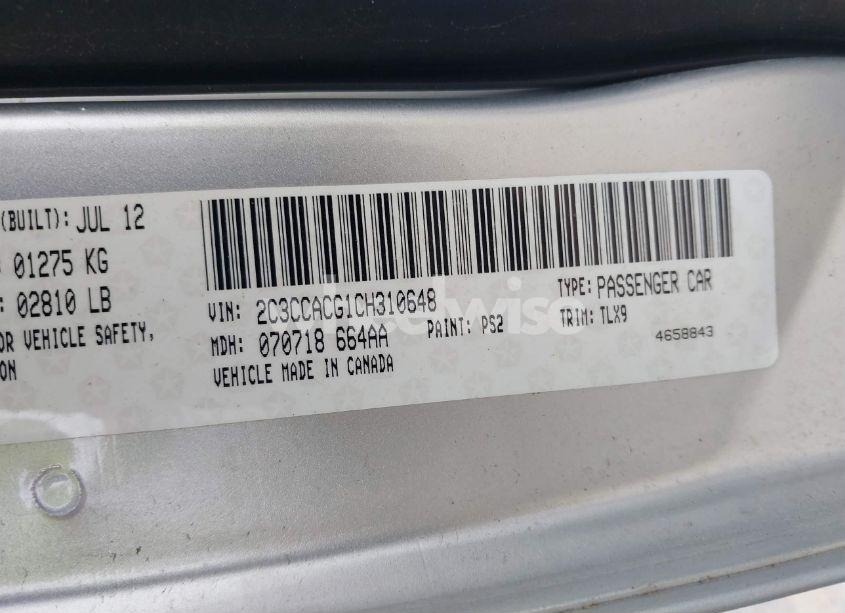 (BUILT): JUL 12
01275 KG
02810 LB
OR VEHICLE SAFETY,
ON
VIN: 2C3CCACG1CH310648
TYPE: PASSENGER CAR
MDH: 070718 664AA
PAINT: PS2
TRIM: TLX9
4658843
VEHICLE MADE IN CANADA